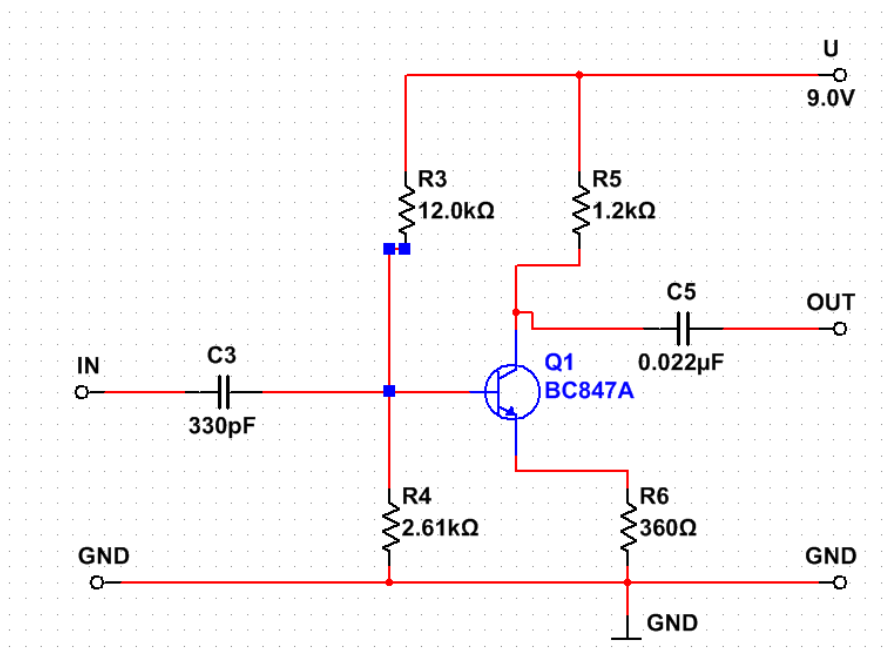 U
9.0V
R3
12.0kΩ
R5
1.2kΩ
C5
OUT
0.022µF
IN
C3
330pF
Q1
BC847A
R4
2.61kΩ
R6
360Ω
GND
GND
GND